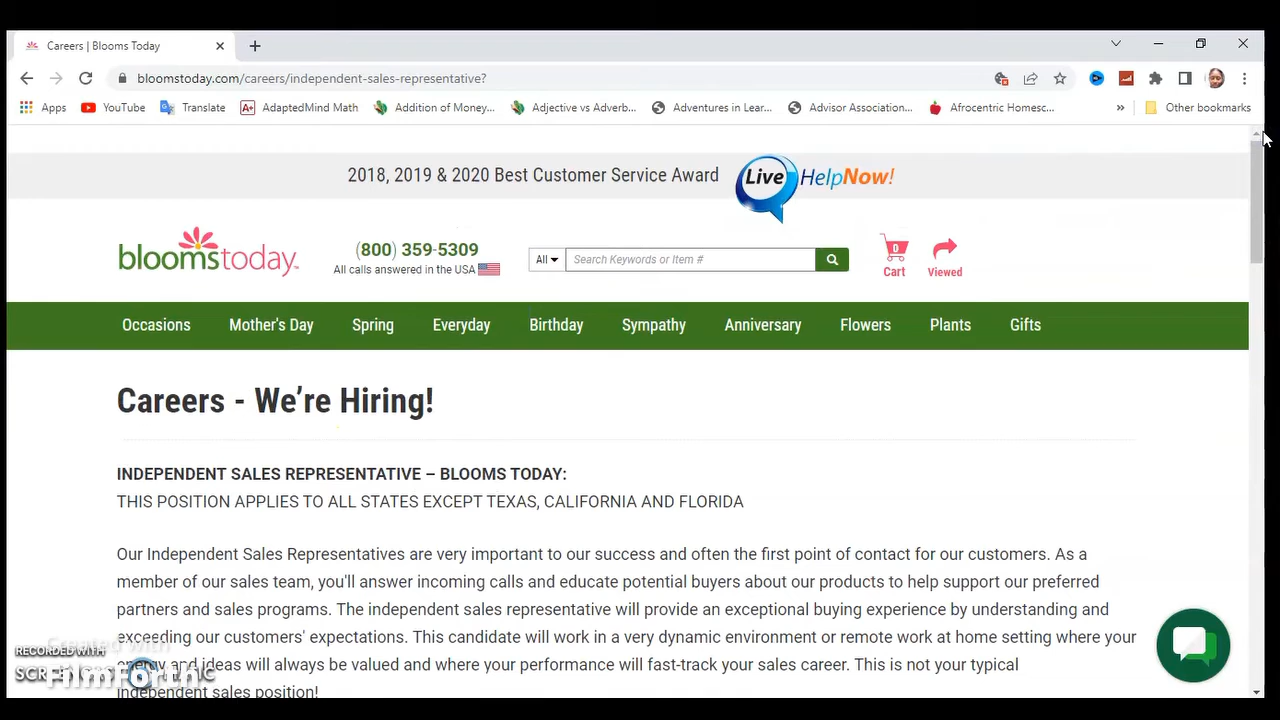 Careers | Blooms Today
bloomstoday.com/careers/independent-sales-representative?
Apps YouTube Translate A+ AdaptedMind Math Addition of Money... Adjective vs Adverb... Adventures in Lear... Advisor Association... Afrocentric Homesc... » Other bookmarks
2018, 2019 & 2020 Best Customer Service Award Live HelpNow!
bloomstoday
(800) 359-5309
All calls answered in the USA
All Search Keywords or Item #
0
Cart
Viewed
Occasions Mother's Day Spring Everyday Birthday Sympathy Anniversary Flowers Plants Gifts
Careers - We’re Hiring!
INDEPENDENT SALES REPRESENTATIVE – BLOOMS TODAY:
THIS POSITION APPLIES TO ALL STATES EXCEPT TEXAS, CALIFORNIA AND FLORIDA
Our Independent Sales Representatives are very important to our success and often the first point of contact for our customers. As a
member of our sales team, you'll answer incoming calls and educate potential buyers about our products to help support our preferred
partners and sales programs. The independent sales representative will provide an exceptional buying experience by understanding and
exceeding our customers' expectations. This candidate will work in a very dynamic environment or remote work at home setting where your
energy and ideas will always be valued and where your performance will fast-track your sales career. This is not your typical
independent sales position!
RECORDED WITH
Created with
FilmForth